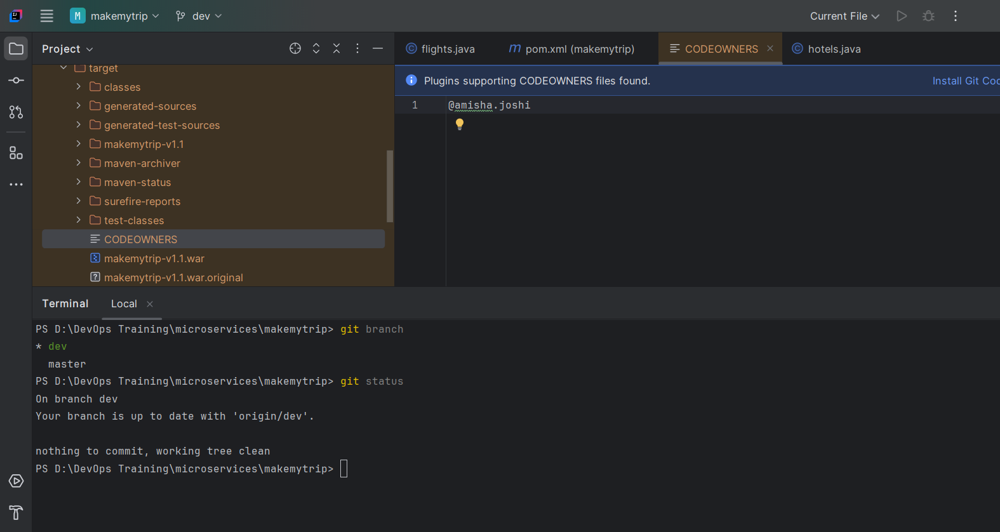 M makemytrip dev Current File
Project
target
classes
generated-sources
generated-test-sources
makemytrip-v1.1
maven-archiver
maven-status
surefire-reports
test-classes
CODEOWNERS
makemytrip-v1.1.war
makemytrip-v1.1.war.original
flights.java pom.xml (makemytrip) CODEOWNERS hotels.java
Plugins supporting CODEOWNERS files found. Install Git Coc
1 @amisha.joshi
Terminal Local
PS D:\DevOps Training\microservices\makemytrip> git branch
* dev
master
PS D:\DevOps Training\microservices\makemytrip> git status
On branch dev
Your branch is up to date with 'origin/dev'.
nothing to commit, working tree clean
PS D:\DevOps Training\microservices\makemytrip>